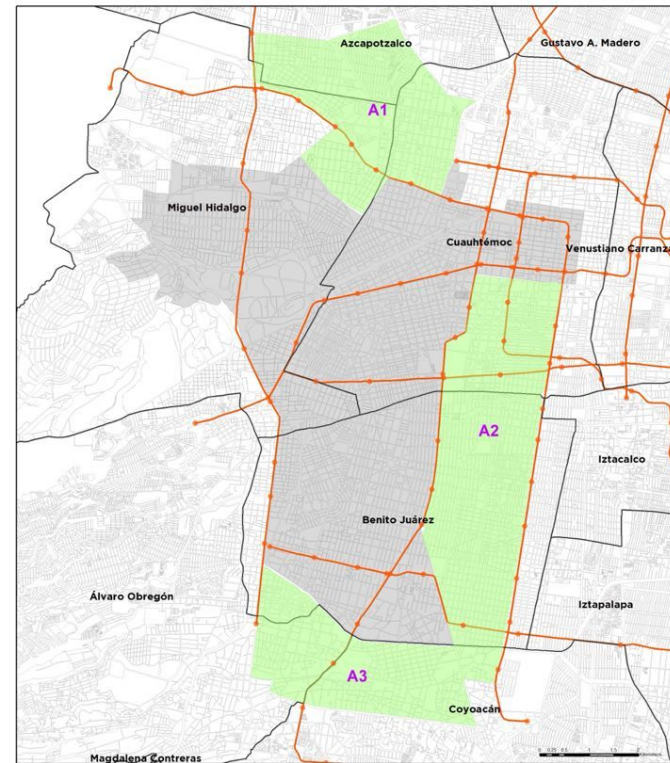 Azcapotzalco
Gustavo A. Madero
A1
Miguel Hidalgo
Cuauhtémoc
Venustiano Carranza
A2
Iztacalco
Benito Juárez
Álvaro Obregón
Iztapalapa
A3
Coyoacán
Magdalena Contreras